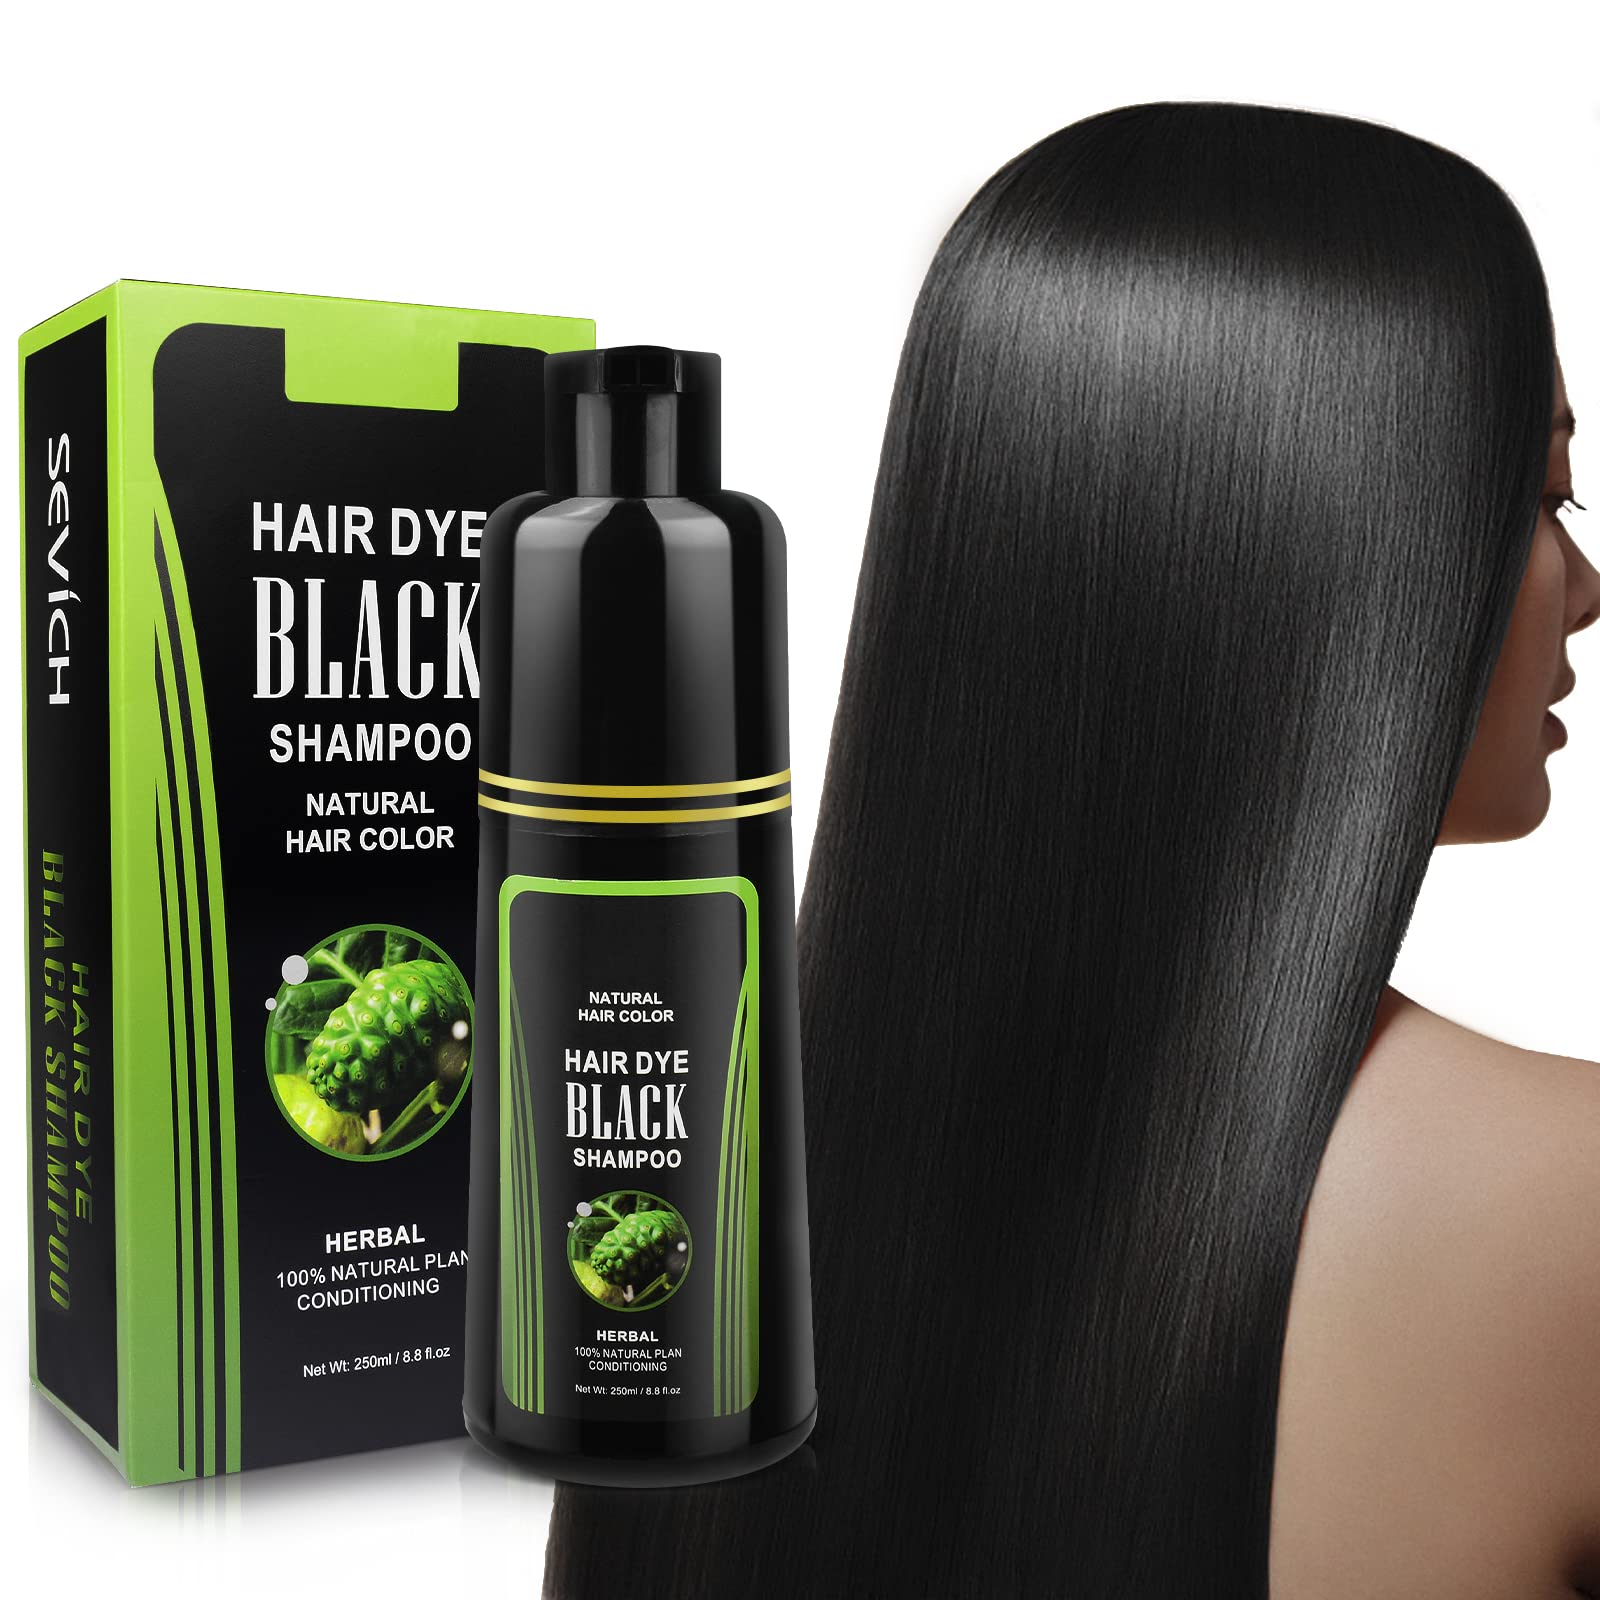 SEVICH
HAIR DYE
BLACK SHAMPOO
HAIR DYE
BLACK
SHAMPOO
NATURAL
HAIR COLOR
HERBAL
100% NATURAL PLAN
CONDITIONING
Net Wt: 250ml / 8.8 fl.oz
NATURAL
HAIR COLOR
HAIR DYE
BLACK
SHAMPOO
HERBAL
100% NATURAL PLAN
CONDITIONING
Net Wt: 250ml / 8.8 fl.oz